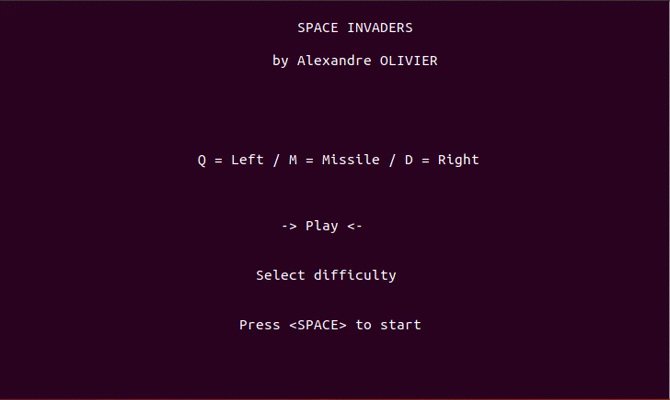 SPACE INVADERS
by Alexandre OLIVIER
Q = Left / M = Missile / D = Right
-> Play <-
Select difficulty
Press <SPACE> to start